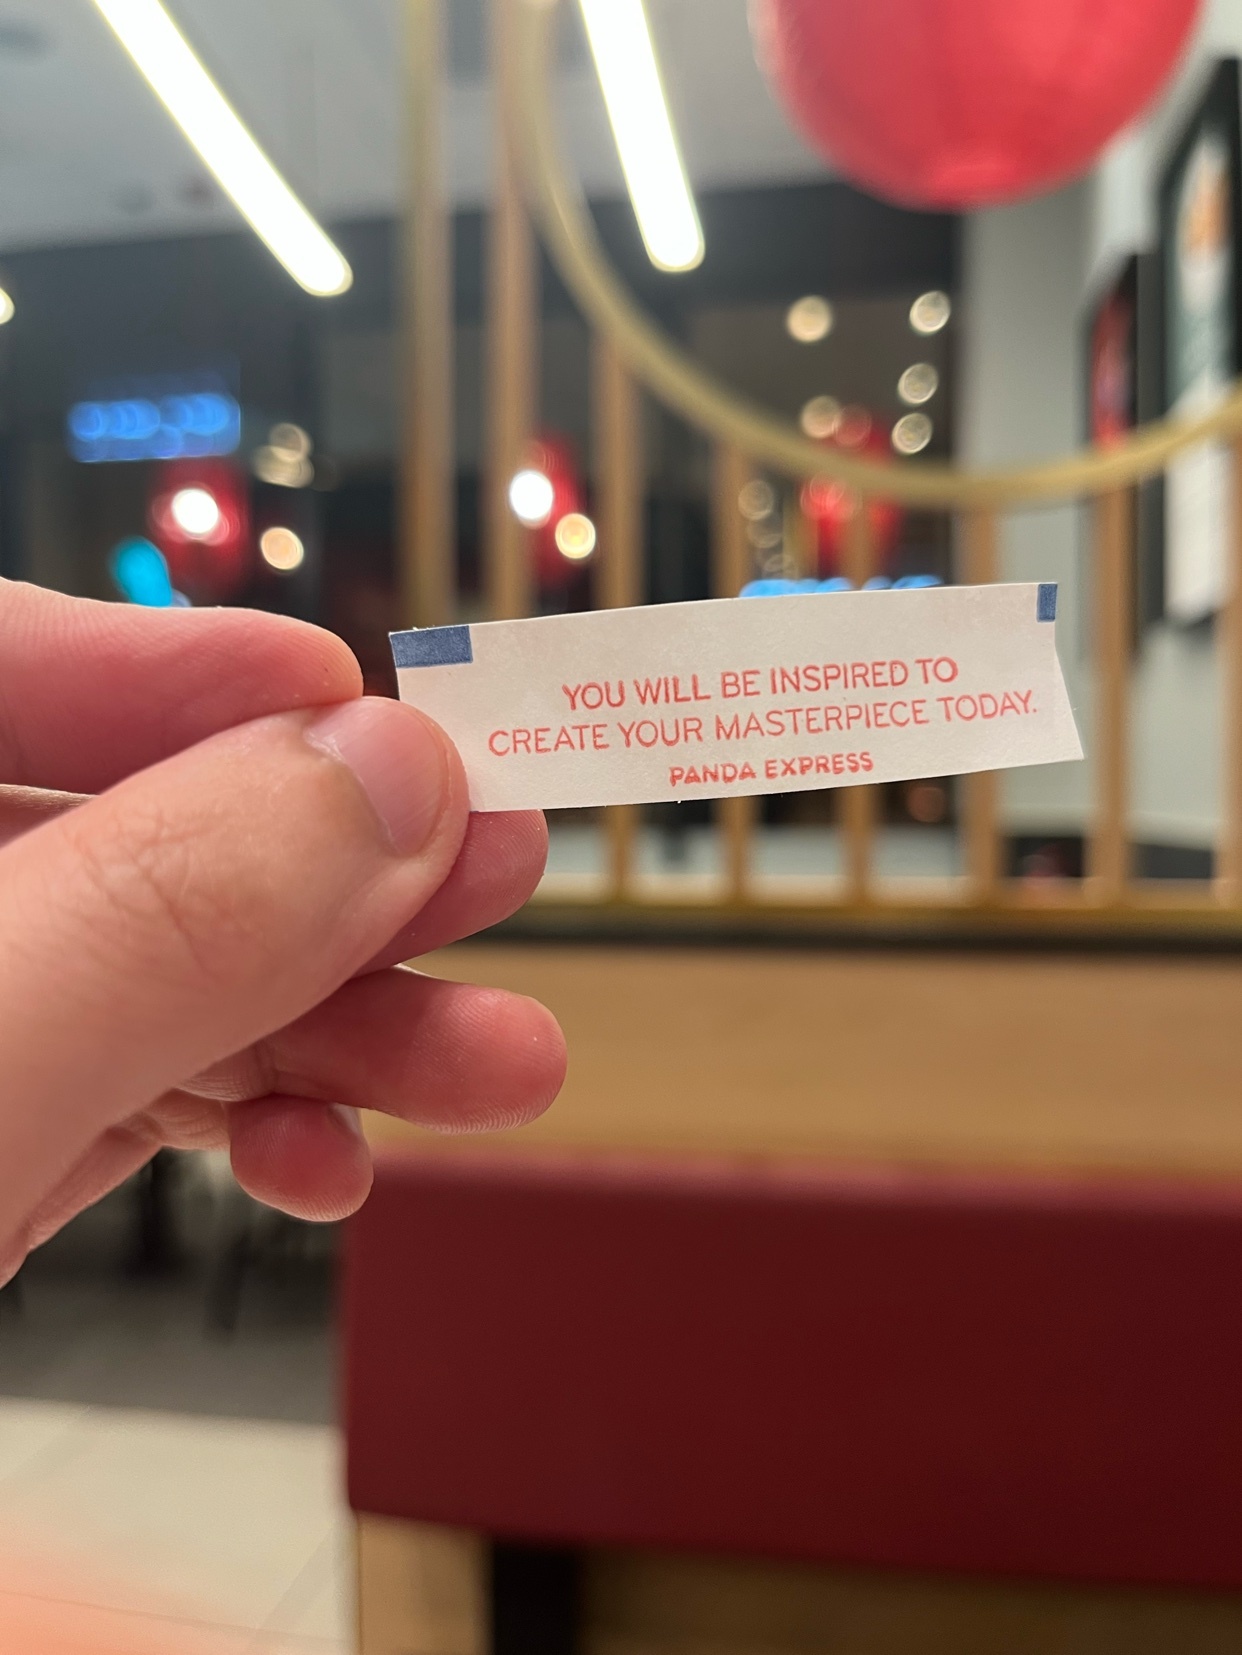 YOU WILL BE INSPIRED TO
CREATE YOUR MASTERPIECE TODAY.
PANDA EXPRESS